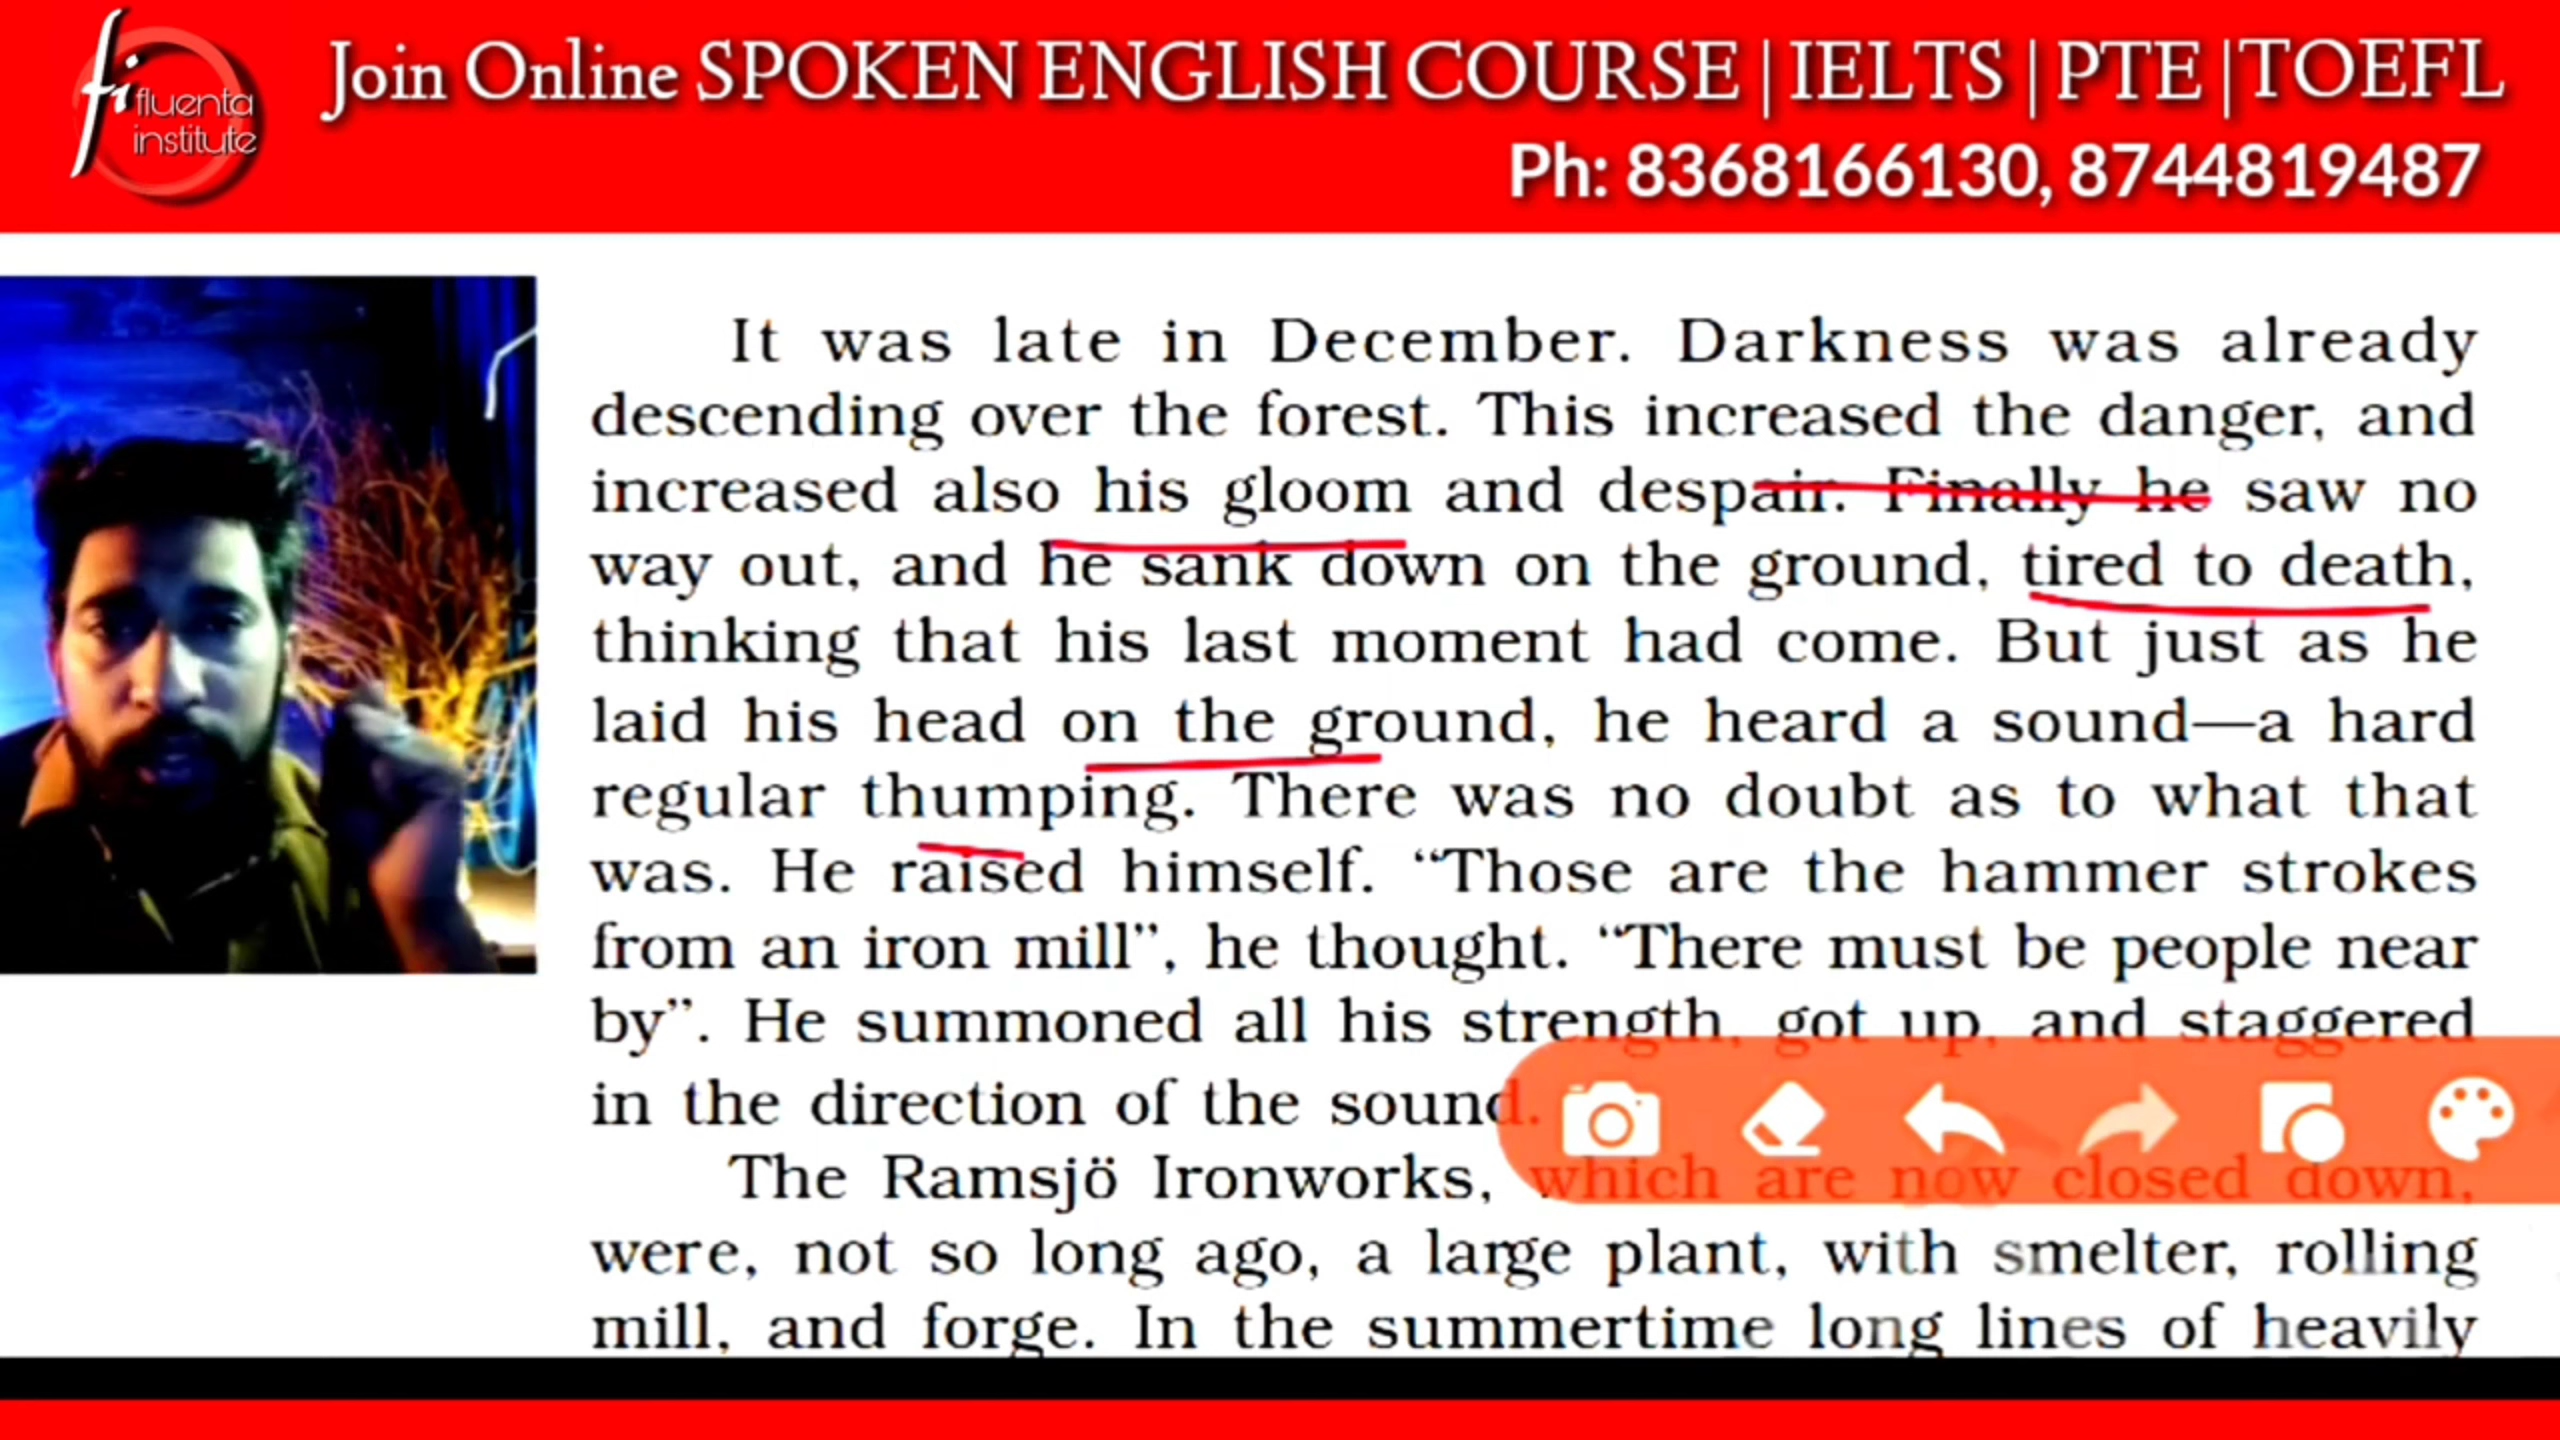 fi fluenta
institute
Join Online SPOKEN ENGLISH COURSE | IELTS | PTE |TOEFL
Ph: 8368166130, 8744819487
It was late in December. Darkness was already
descending over the forest. This increased the danger, and
increased also his gloom and despair. Finally he saw no
way out, and he sank down on the ground, tired to death,
thinking that his last moment had come. But just as he
laid his head on the ground, he heard a sound—a hard
regular thumping. There was no doubt as to what that
was. He raised himself. “Those are the hammer strokes
from an iron mill”, he thought. “There must be people near
by”. He summoned all his strength, got up, and staggered
in the direction of the sound.
The Ramsjö Ironworks, which are now closed down,
were, not so long ago, a large plant, with smelter, rolling
mill, and forge. In the summertime long lines of heavily